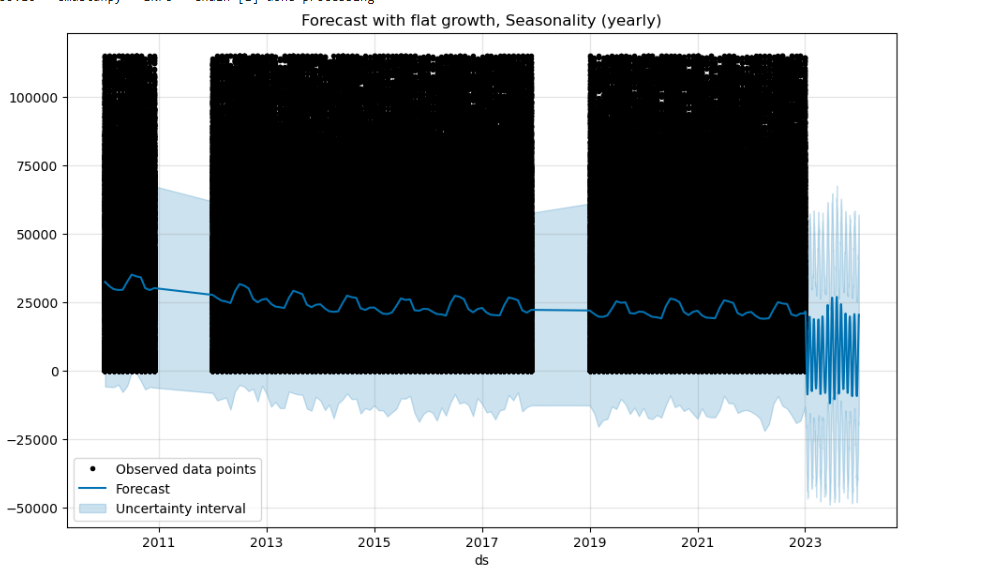 Forecast with flat growth, Seasonality (yearly)
100000
75000
50000
25000
0
−25000
−50000
Observed data points
Forecast
Uncertainty interval
2011
2013
2015
2017
2019
2021
2023
ds